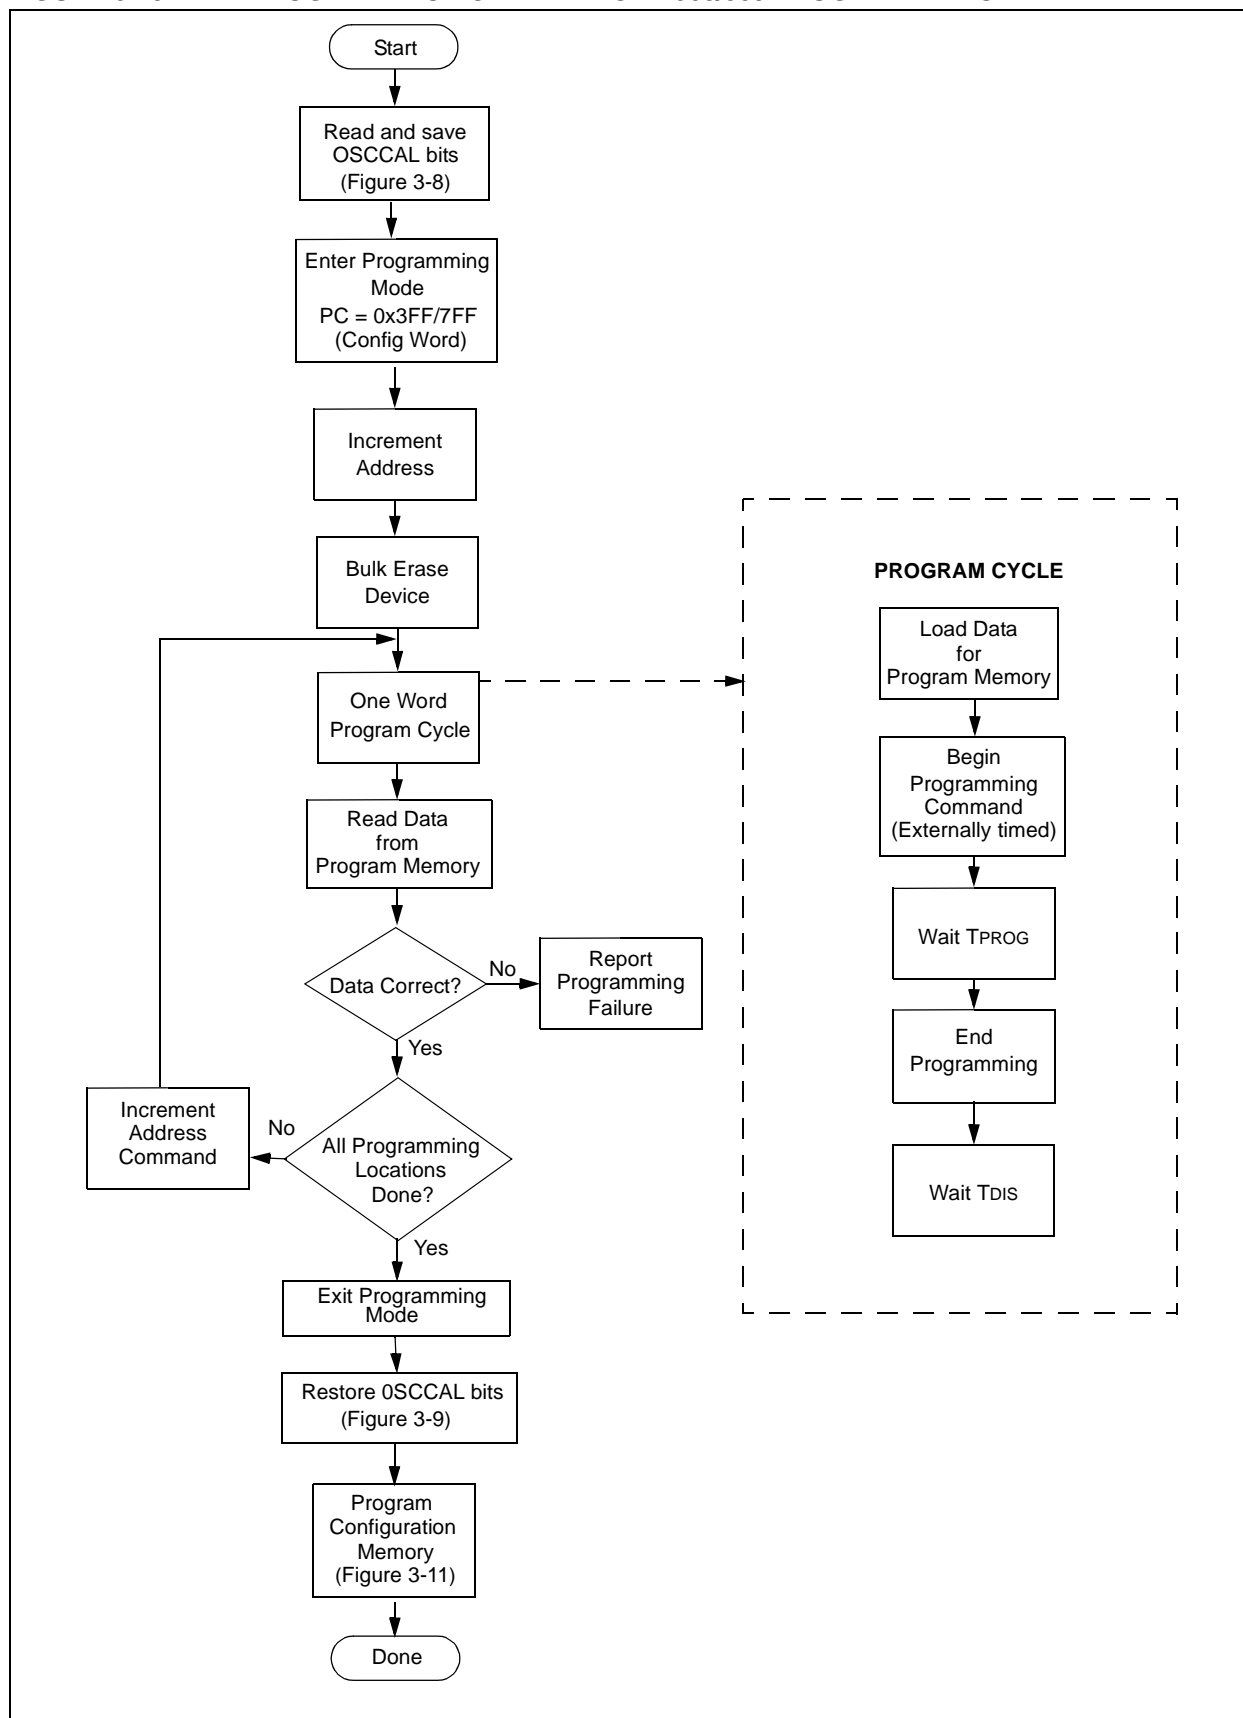 Start
Read and save
OSCCAL bits
(Figure 3-8)
Enter Programming
Mode
PC = 0x3FF/7FF
(Config Word)
Increment
Address
Bulk Erase
Device
One Word
Program Cycle
Read Data
from
Program Memory
Data Correct?
No
Report
Programming
Failure
Yes
All Programming
Locations
Done?
No
Increment
Address
Command
Yes
Exit Programming
Mode
Restore 0SCCAL bits
(Figure 3-9)
Program
Configuration
Memory
(Figure 3-11)
Done
PROGRAM CYCLE
Load Data
for
Program Memory
Begin
Programming
Command
(Externally timed)
Wait TPROG
End
Programming
Wait TDIS